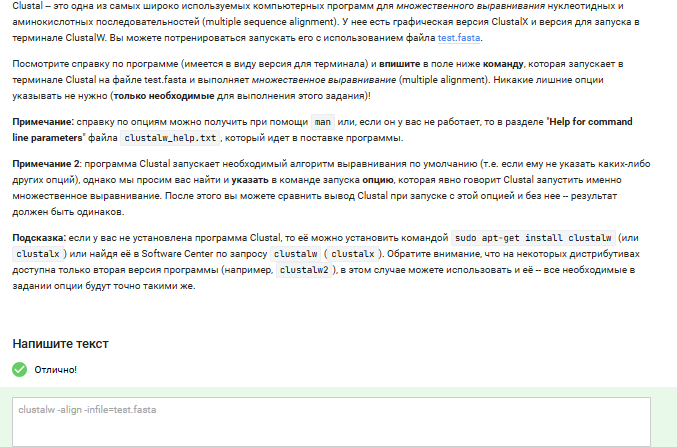 Clustal – это одна из самых широко используемых компьютерных программ для множественного выравнивания нуклеотидных и
аминокислотных последовательностей (multiple sequence alignment). У нее есть графическая версия ClustalX и версия для запуска в
терминале ClustalW. Вы можете потренироваться запускать его с использованием файла test.fasta.
Посмотрите справку по программе (имеется в виду версия для терминала) и впишите в поле ниже команду, которая запускает в
терминале Clustal на файле test.fasta и выполняет множественное выравнивание (multiple alignment). Никакие лишние опции
указывать не нужно (только необходимые для выполнения этого задания)!
Примечание: справку по опциям можно получить при помощи man или, если он у вас не работает, то в разделе "Help for command
line parameters" файла clustalw_help.txt, который идет в поставке программы.
Примечание 2: программа Clustal запускает необходимый алгоритм выравнивания по умолчанию (т.е. если ему не указать каких-либо
других опций), однако мы просим вас найти и указать в команде запуска опцию, которая явно говорит Clustal запустить именно
множественное выравнивание. После этого вы можете сравнить вывод Clustal при запуске с этой опцией и без нее – результат
должен быть одинаков.
Подсказка: если у вас не установлена программа Clustal, то её можно установить командой sudo apt-get install clustalw (или
clustalx) или найдя её в Software Center по запросу clustalw (clustalx). Обратите внимание, что на некоторых дистрибутивах
доступна только вторая версия программы (например, clustalw2), в этом случае можете использовать и её – все необходимые в
задании опции будут точно такими же.
Напишите текст
Отлично!
clustalw -align -infile=test.fasta